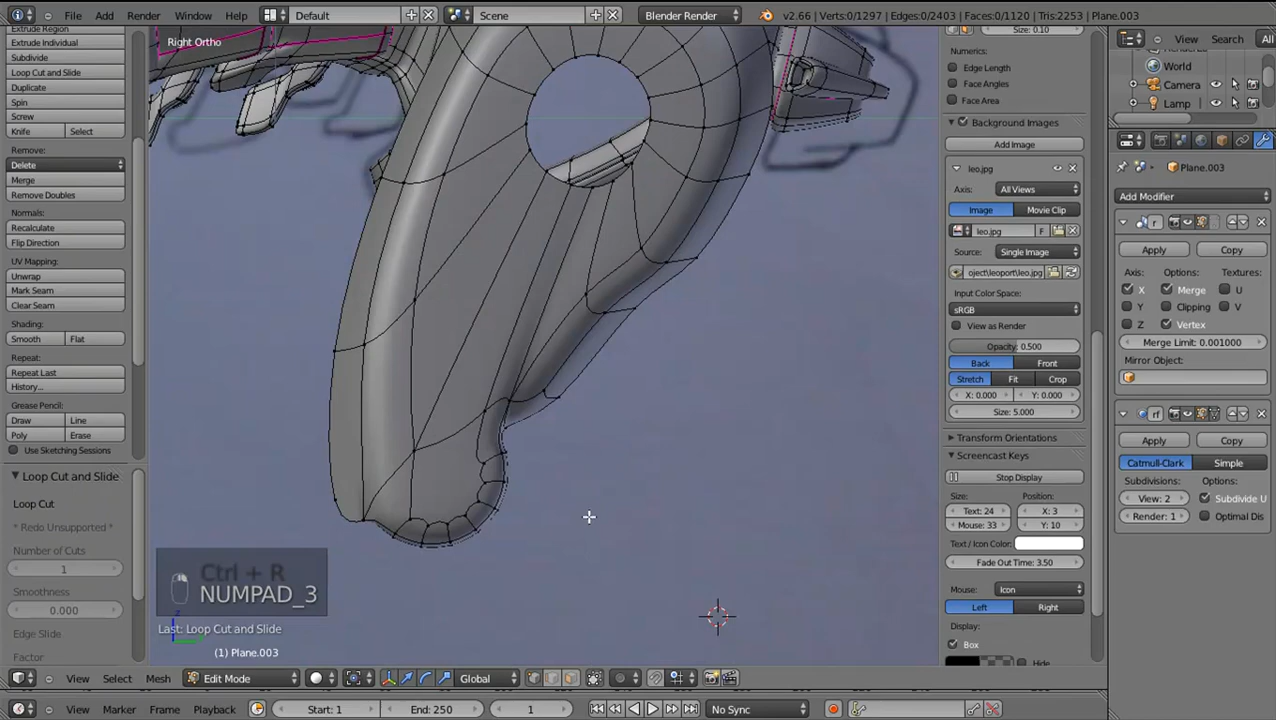 File Add Render Window Help Default Scene Blender Render v2.66 | Verts:0/1297 | Edges:0/2403 | Faces:0/1120 | Tris:2253 | Plane.003
Extrude Region
Extrude Individual
Subdivide
Loop Cut and Slide
Duplicate
Spin
Screw
Knife Select
Remove:
Delete
Merge
Remove Doubles
Normals:
Recalculate
Flip Direction
UV Mapping:
Unwrap
Mark Seam
Clear Seam
Shading:
Smooth Flat
Repeat:
Repeat Last
History...
Grease Pencil:
Draw Line
Poly Erase
Use Sketching Sessions
Loop Cut and Slide
Loop Cut
* Redo Unsupported *
Number of Cuts
1
Smoothness
0.000
Edge Slide
Factor
Right Ortho
Ctrl + R
NUMPAD_3
Last: Loop Cut and Slide
(1) Plane.003
Size: 0.10
Numerics:
Edge Length
Face Angles
Face Area
Background Images
Add Image
leo.jpg
Axis: All Views
Image Movie Clip
leo.jpg F
Source: Single Image
oject\leoport\leo.jpg
Input Color Space:
sRGB
View as Render
Opacity: 0.500
Back Front
Stretch Fit Crop
X: 0.000 Y: 0.000
Size: 5.000
Transform Orientations
Screencast Keys
Stop Display
Size: Position:
Text: 24 X: 3
Mouse: 33 Y: 10
Text / Icon Color:
Fade Out Time: 3.50
Mouse: Icon
Left Right
Display:
Box Hide
View Search All
World
Camera
Lamp
Plane.003
Add Modifier
Apply Copy
Axis: Options: Textures:
X Merge U
Y Clipping V
Z Vertex
Merge Limit: 0.001000
Mirror Object:
Apply Copy
Catmull-Clark Simple
Subdivisions: Options:
View: 2 Subdivide U
Render: 1 Optimal Dis
View Select Mesh Edit Mode Global
View Marker Frame Playback Start: 1 End: 250 1 No Sync